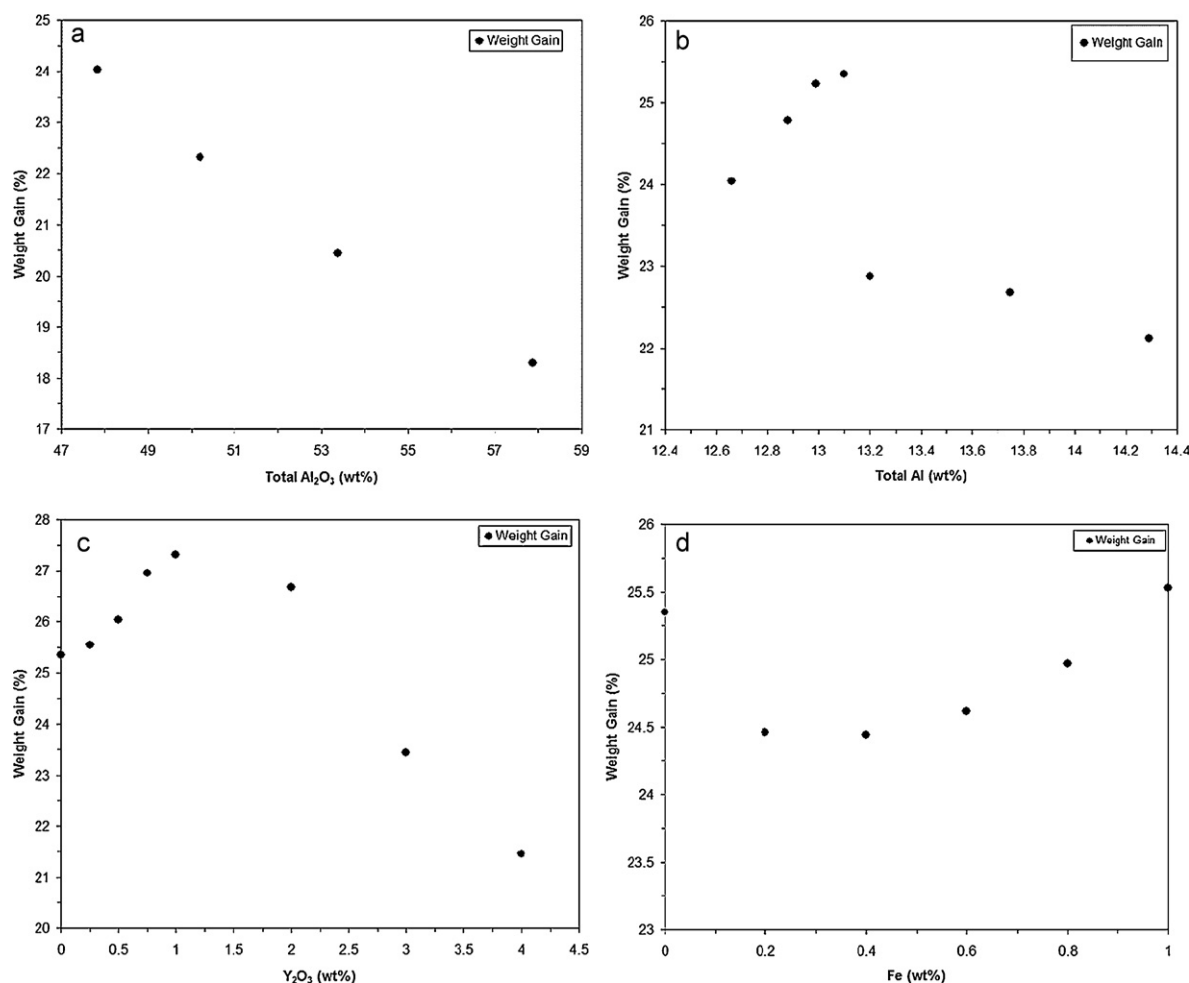 a
Weight Gain
25
24
23
22
21
20
19
18
17
Weight Gain (%)
47 49 51 53 55 57 59
Total Al₂O₃ (wt%)
b
Weight Gain
26
25
24
23
22
21
Weight Gain (%)
12.4 12.6 12.8 13 13.2 13.4 13.6 13.8 14 14.2 14.4
Total Al (wt%)
c
Weight Gain
28
27
26
25
24
23
22
21
20
Weight Gain (%)
0 0.5 1 1.5 2 2.5 3 3.5 4 4.5
Y₂O₃ (wt%)
d
Weight Gain
26
25.5
25
24.5
24
23.5
23
Weight Gain (%)
0 0.2 0.4 0.6 0.8 1
Fe (wt%)